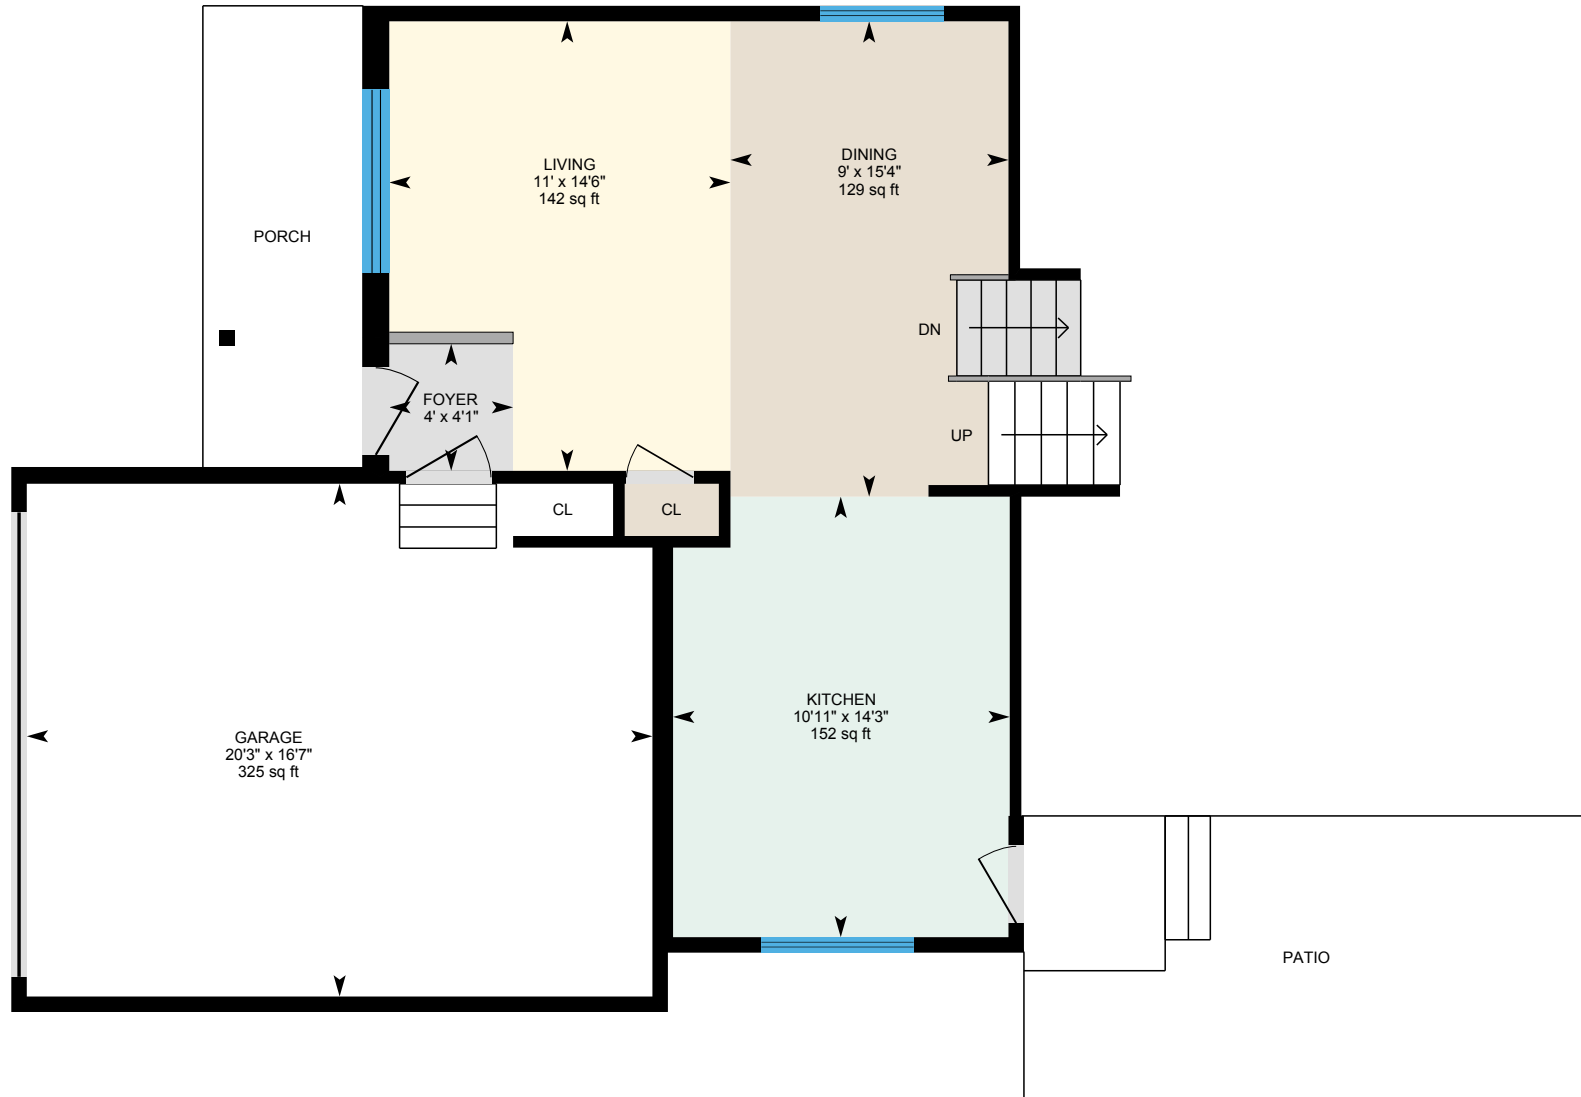 LIVING
11' x 14'6"
142 sq ft
DINING
9' x 15'4"
129 sq ft
PORCH
DN
FOYER
4' x 4'1"
UP
CL
CL
KITCHEN
10'11" x 14'3"
152 sq ft
GARAGE
20'3" x 16'7"
325 sq ft
PATIO